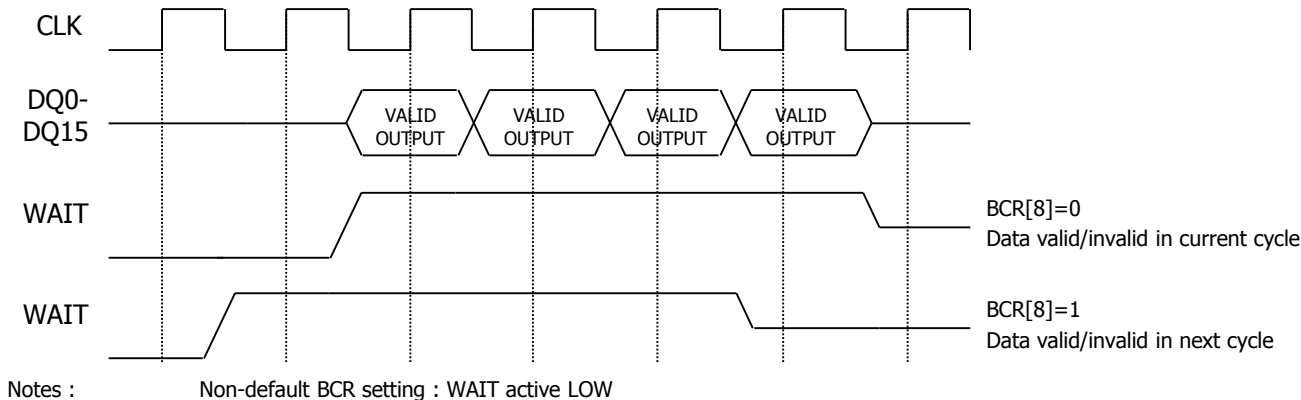 CLK
DQ0-
DQ15
VALID
OUTPUT
VALID
OUTPUT
VALID
OUTPUT
VALID
OUTPUT
WAIT
BCR[8]=0
Data valid/invalid in current cycle
WAIT
BCR[8]=1
Data valid/invalid in next cycle
Notes : Non-default BCR setting : WAIT active LOW